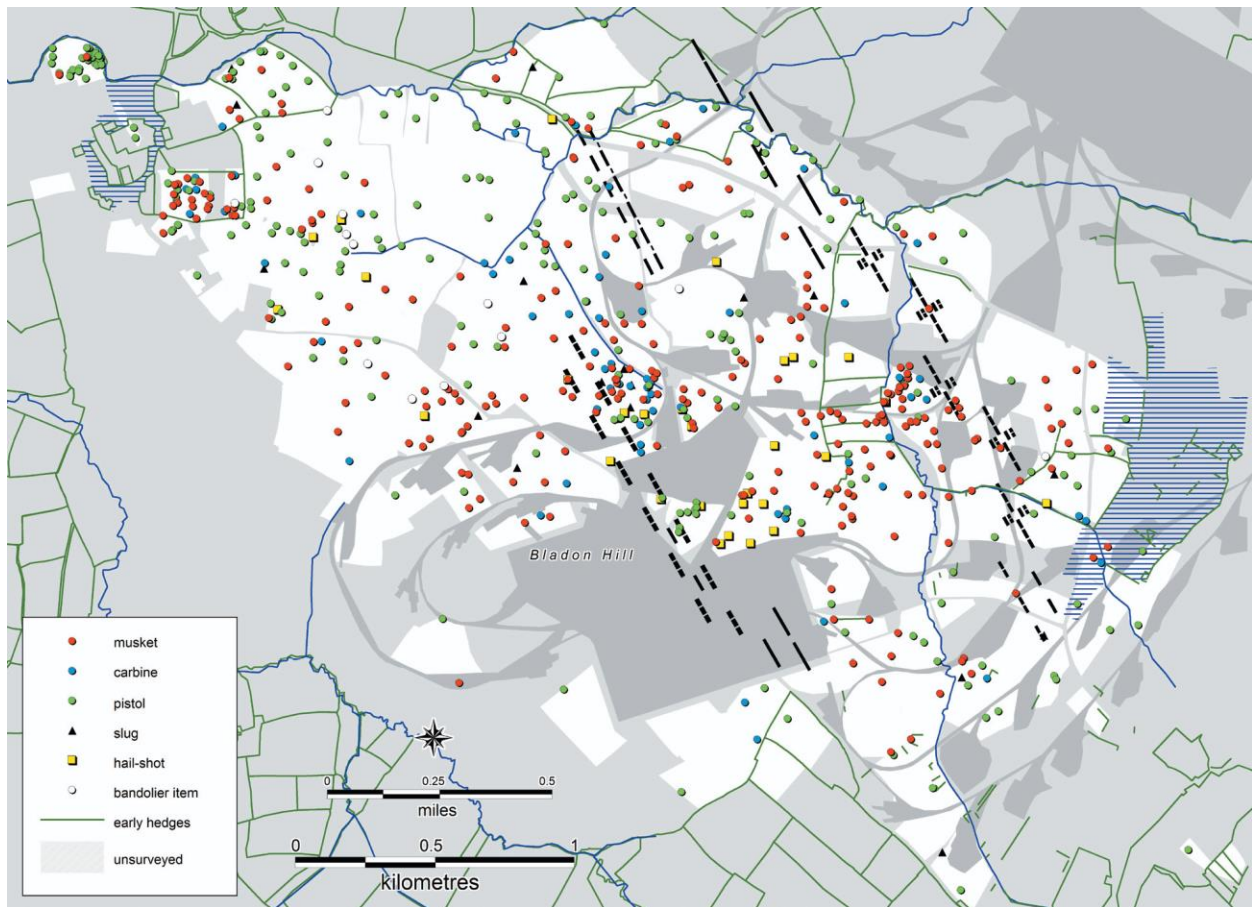 Bladon Hill
musket
carbine
pistol
slug
hail-shot
bandolier item
early hedges
unsurveyed
0 0.25 0.5
miles
0 0.5 1
kilometres